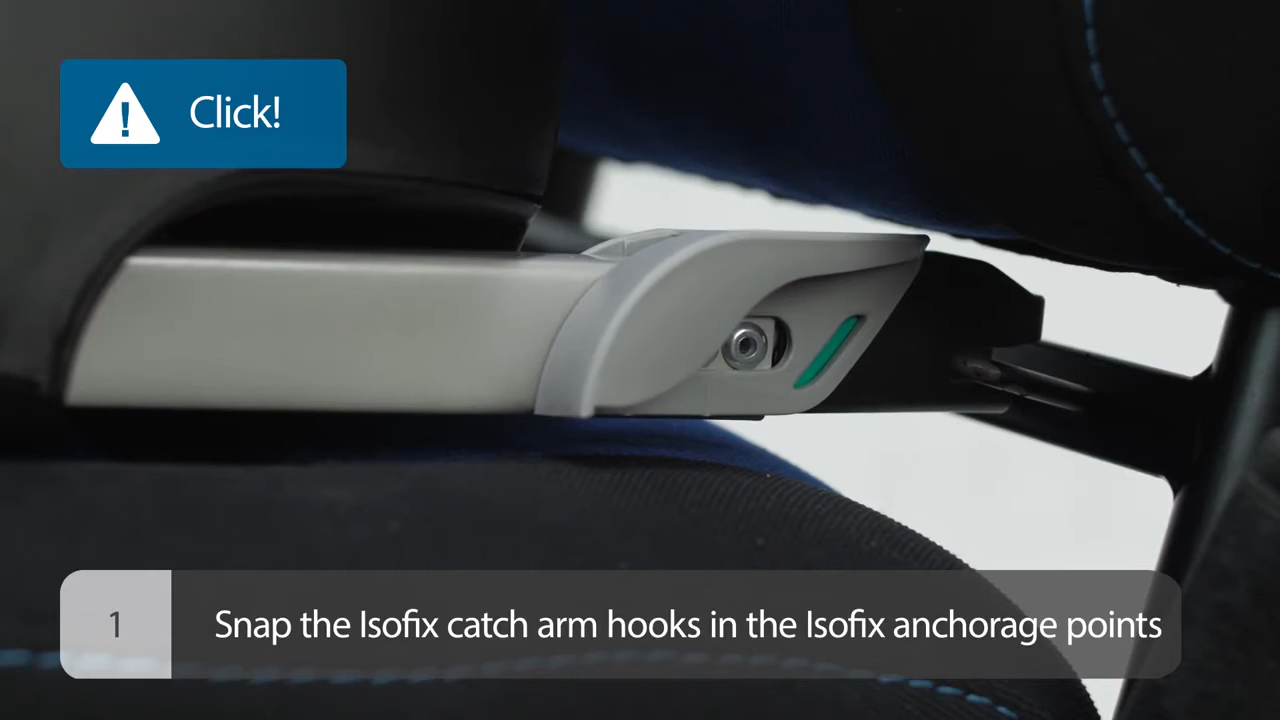 Click!
1 Snap the Isofix catch arm hooks in the Isofix anchorage points